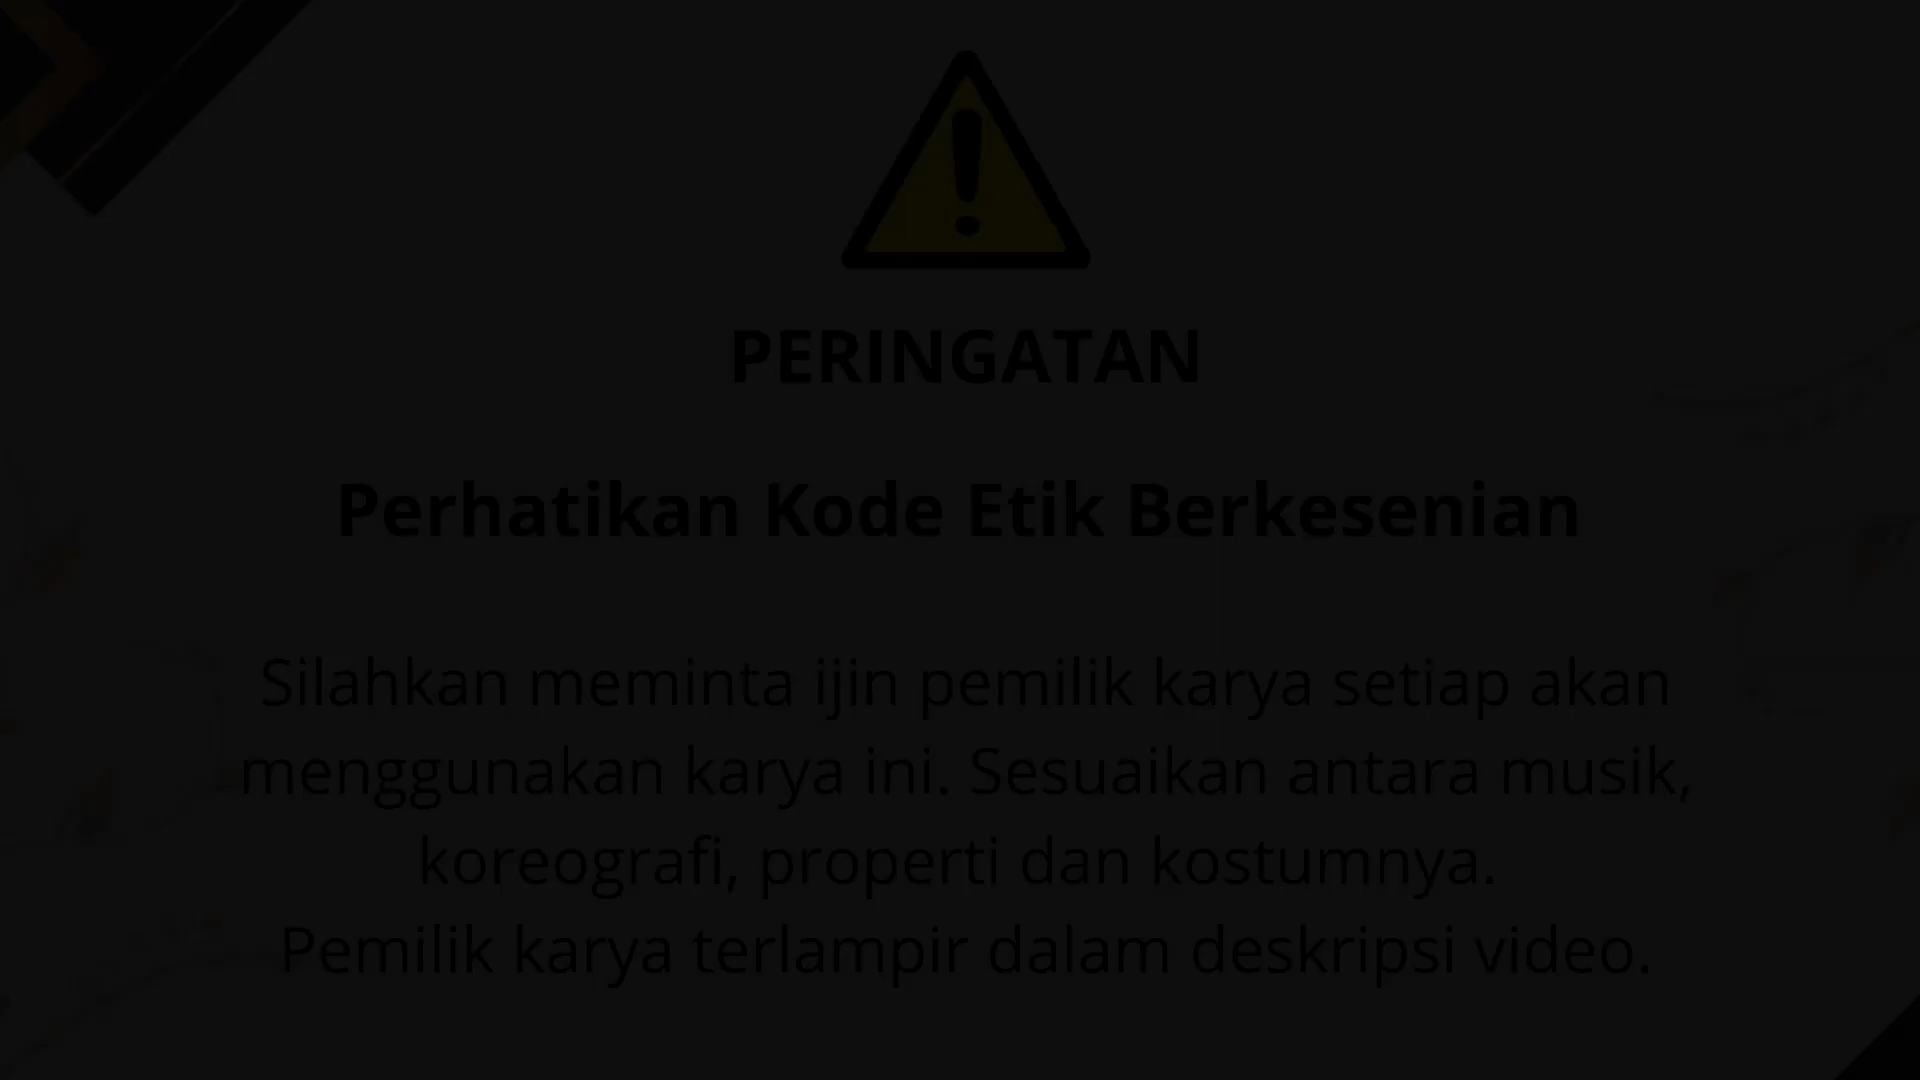 PERINGATAN
Perhatikan Kode Etik Berkesenian
Silahkan meminta ijin pemilik karya setiap akan
menggunakan karya ini. Sesuaikan antara musik,
koreografi, properti dan kostumnya.
Pemilik karya terlampir dalam deskripsi video.